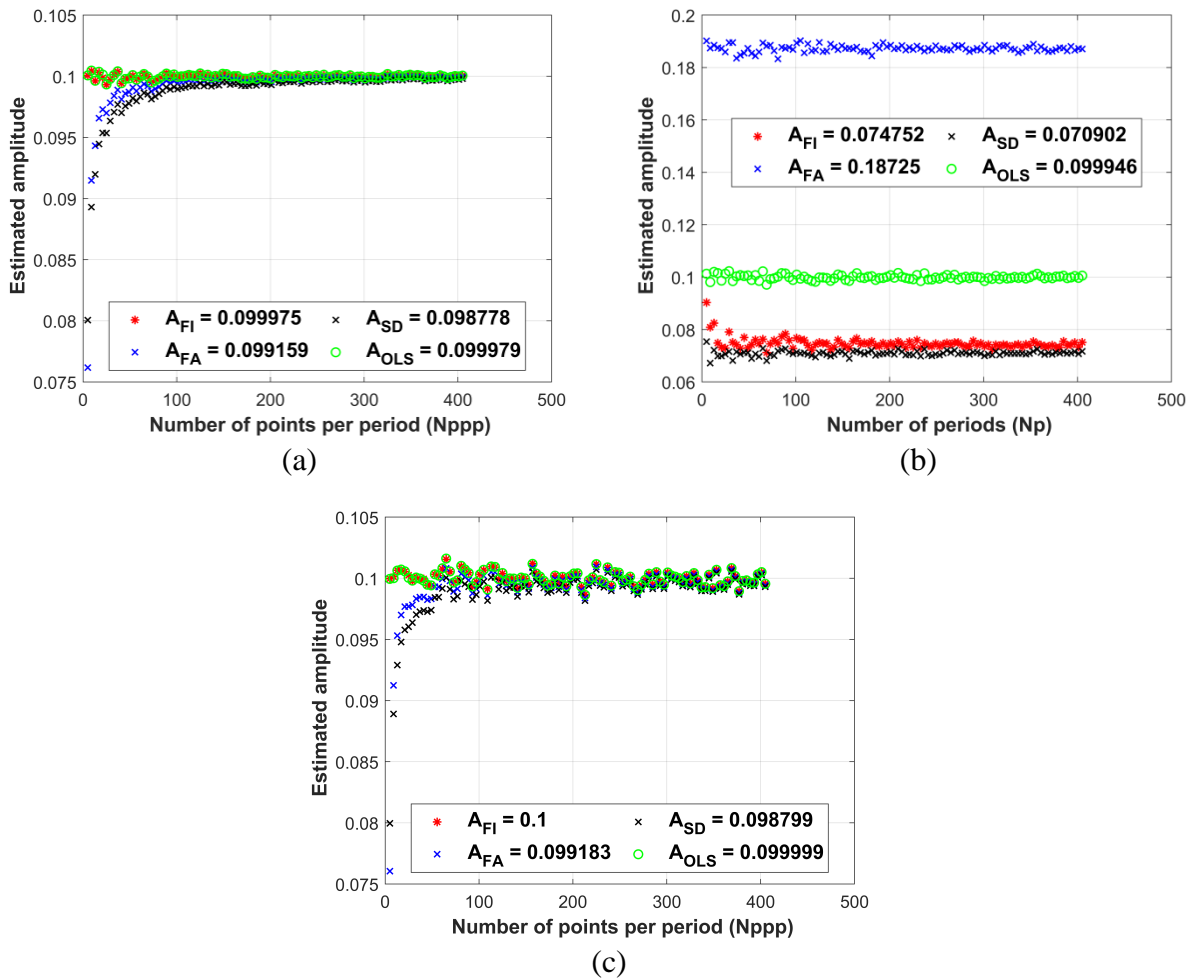 0.105
0.1
0.095
0.09
0.085
0.08
0.075
Estimated amplitude
A_FI = 0.099975
A_SD = 0.098778
A_FA = 0.099159
A_OLS = 0.099979
0 100 200 300 400 500
Number of points per period (Nppp)
(a)
0.2
0.18
0.16
0.14
0.12
0.1
0.08
0.06
Estimated amplitude
A_FI = 0.074752
A_SD = 0.070902
A_FA = 0.18725
A_OLS = 0.099946
0 100 200 300 400 500
Number of periods (Np)
(b)
0.105
0.1
0.095
0.09
0.085
0.08
0.075
Estimated amplitude
A_FI = 0.1
A_SD = 0.098799
A_FA = 0.099183
A_OLS = 0.099999
0 100 200 300 400 500
Number of points per period (Nppp)
(c)